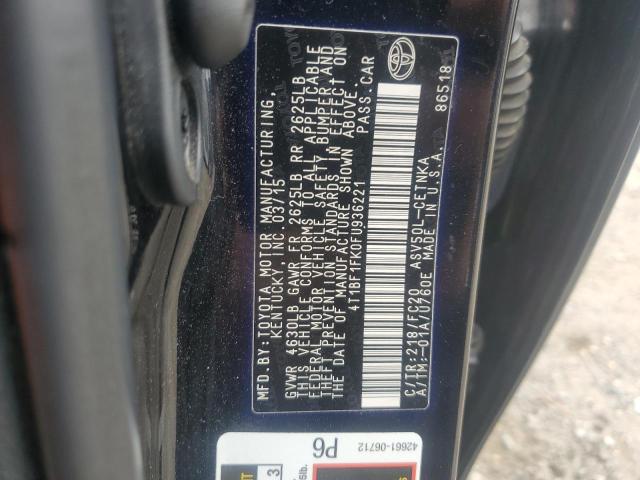 MFD.BY: TOYOTA MOTOR MANUFACTURING,
KENTUCKY, INC. 03/15
GVWR 4630LB GAWR FR 2625LB RR 2625LB
THIS VEHICLE CONFORMS TO ALL APPLICABLE
FEDERAL MOTOR VEHICLE SAFETY, BUMPER, AND
THEFT PREVENTION STANDARDS IN EFFECT ON
THE DATE OF MANUFACTURE SHOWN ABOVE.
4T1BF1FK0FU936221 PASS.CAR
C/TR:218/FC20 ASV50L-CETNKA
A/TM:-01A/U760E MADE IN U.S.A.
86518
42661-06712
P6
3